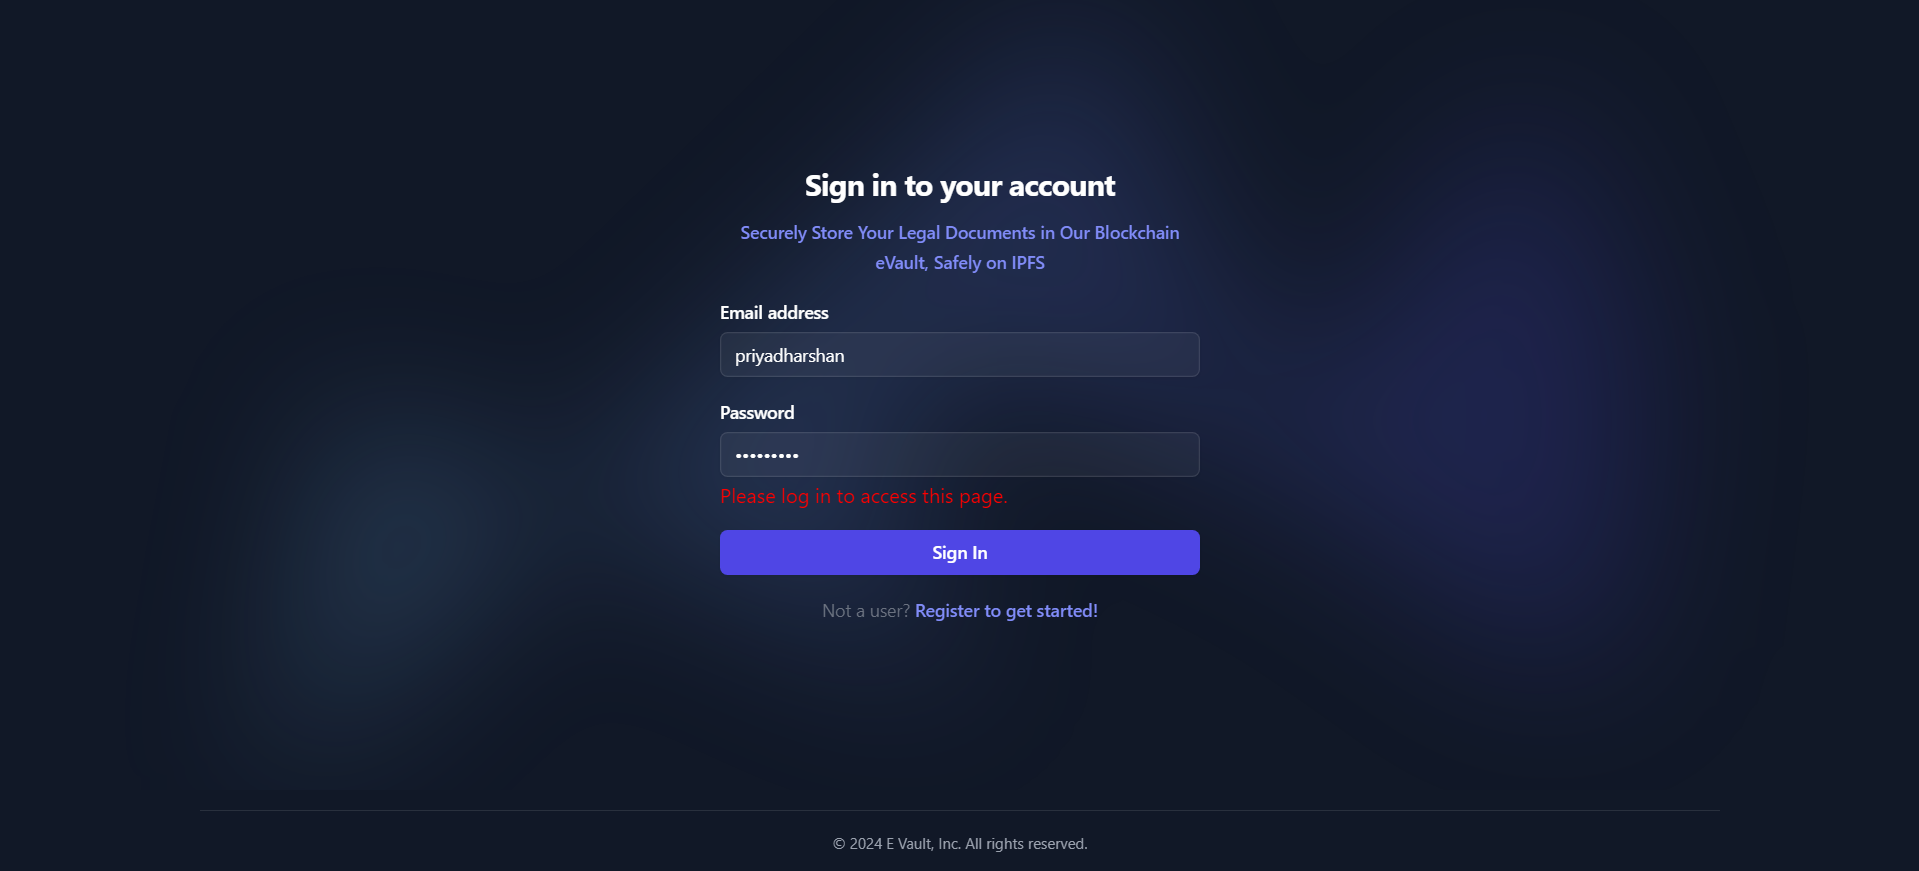 Sign in to your account
Securely Store Your Legal Documents in Our Blockchain
eVault, Safely on IPFS
Email address
priyadharshan
Password
•••••••••
Please log in to access this page.
Sign In
Not a user? Register to get started!
© 2024 E Vault, Inc. All rights reserved.